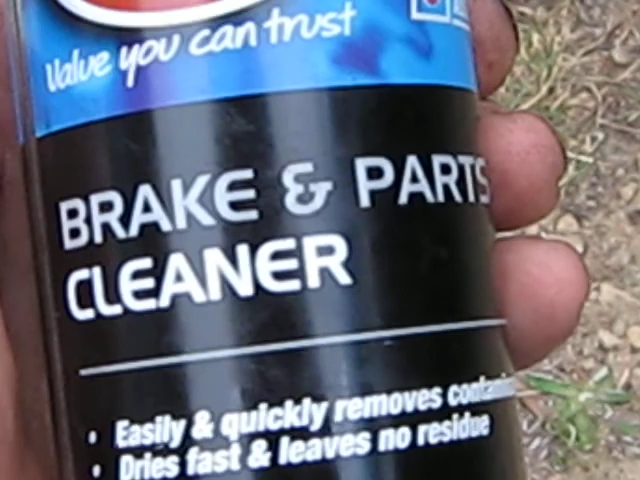 Value you can trust
BRAKE & PARTS
CLEANER
• Easily & quickly removes
• Dries fast & leaves no residue